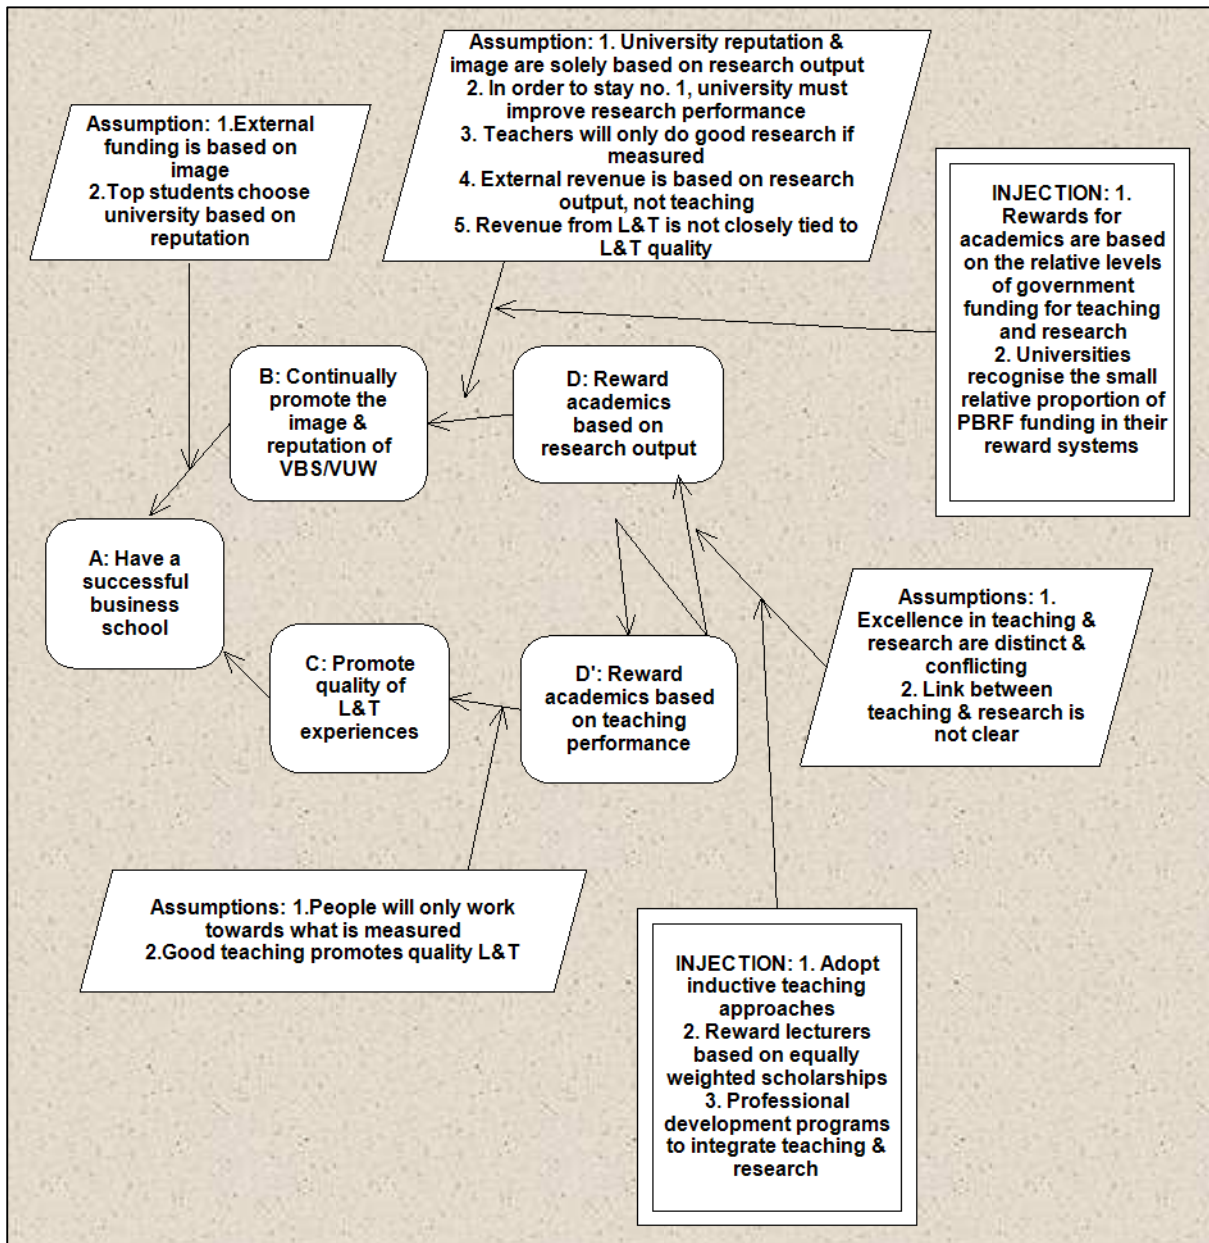 Assumption: 1. University reputation &
image are solely based on research output
2. In order to stay no. 1, university must
improve research performance
3. Teachers will only do good research if
measured
4. External revenue is based on research
output, not teaching
5. Revenue from L&T is not closely tied to
L&T quality
Assumption: 1.External
funding is based on
image
2.Top students choose
university based on
reputation
INJECTION: 1.
Rewards for
academics are based
on the relative levels
of government
funding for teaching
and research
2. Universities
recognise the small
relative proportion of
PBRF funding in their
reward systems
B: Continually
promote the
image &
reputation of
VBS/VUW
D: Reward
academics
based on
research output
A: Have a
successful
business
school
C: Promote
quality of
L&T
experiences
D': Reward
academics based
on teaching
performance
Assumptions: 1.
Excellence in teaching &
research are distinct &
conflicting
2. Link between
teaching & research is
not clear
Assumptions: 1.People will only work
towards what is measured
2.Good teaching promotes quality L&T
INJECTION: 1. Adopt
inductive teaching
approaches
2. Reward lecturers
based on equally
weighted scholarships
3. Professional
development programs
to integrate teaching &
research